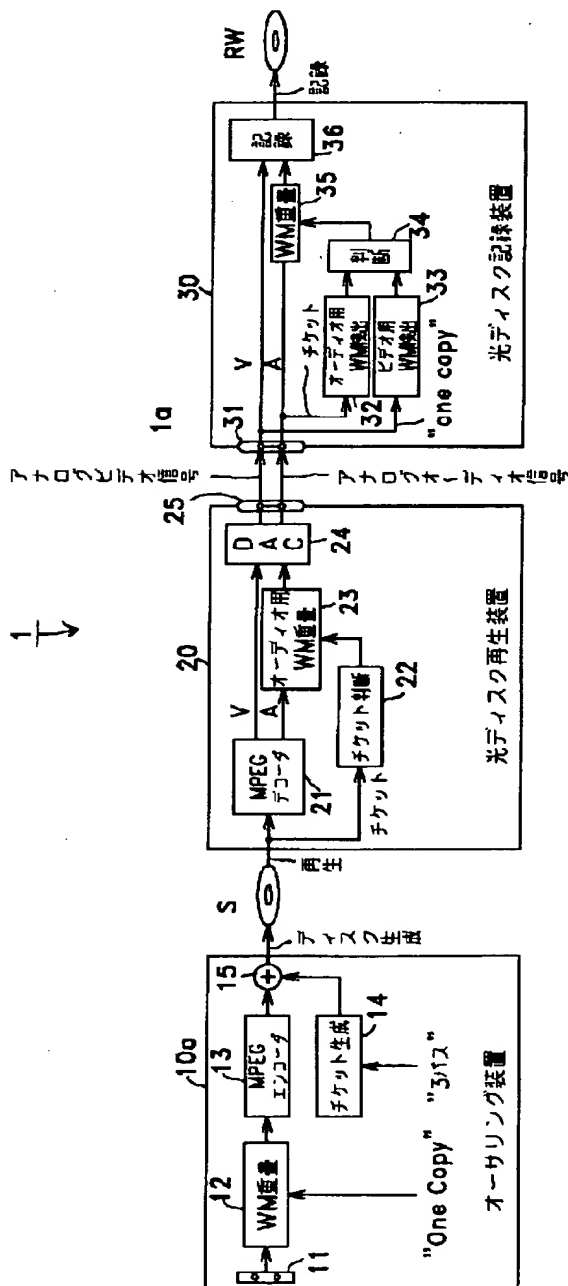 1
10a
11
12
WM重畳
13
MPEG
エンコーダ
14
チケット生成
15
"One Copy"
"3パス"
オーサリング装置
ディスク生成
S
再生
20
21
MPEG
デコーダ
V
A
チケット
22
チケット判断
23
オーディオ用
WM重畳
24
DAC
25
光ディスク再生装置
アナログビデオ信号
アナログオーディオ信号
1a
30
31
V
A
チケット
32
オーディオ用
WM検出
33
ビデオ用
WM検出
"one copy"
34
判断
35
WM重畳
36
記録
光ディスク記録装置
記録
RW